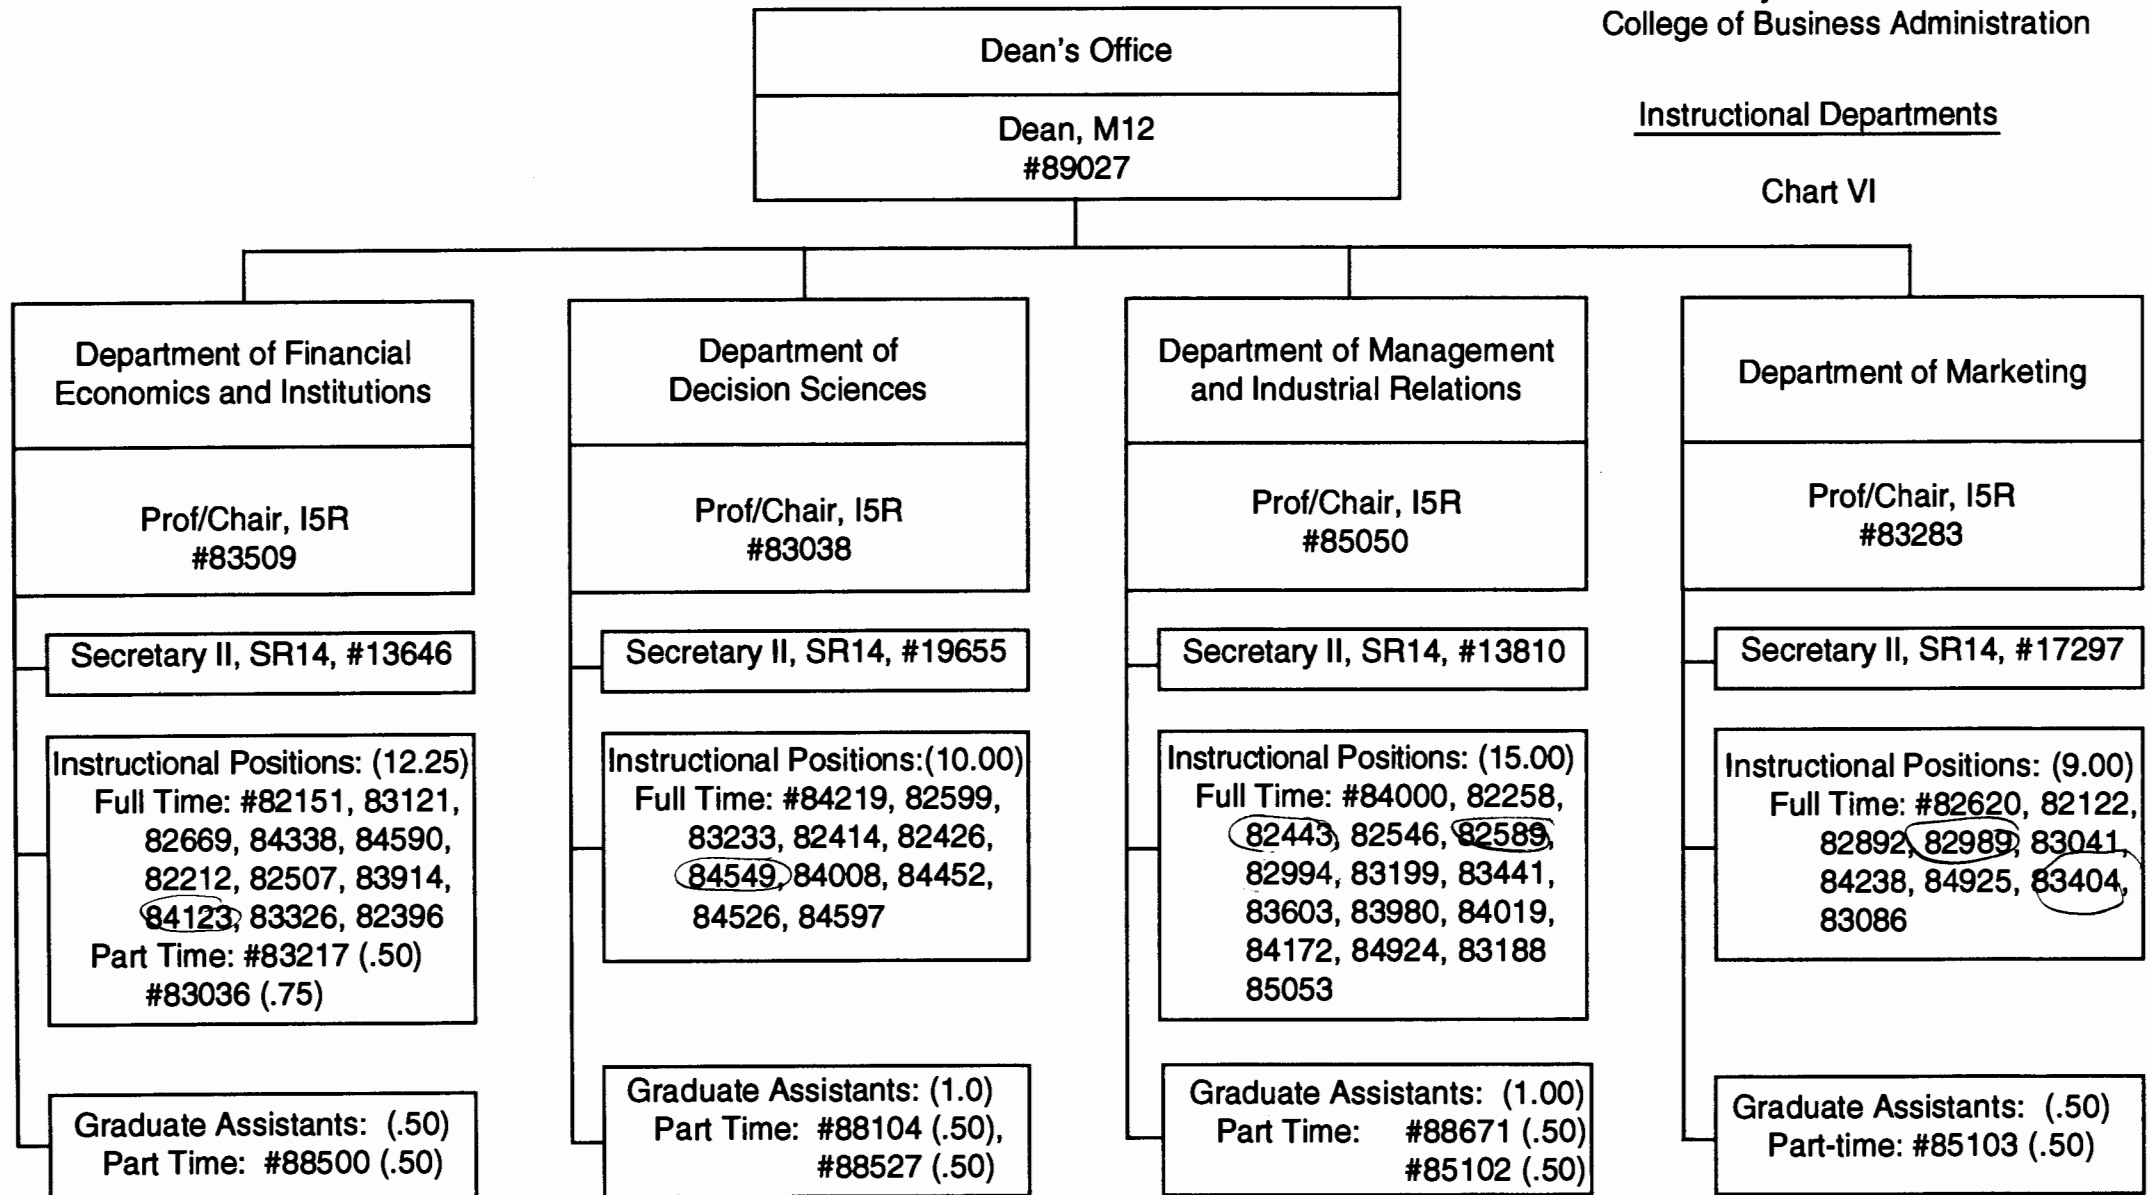 College of Business Administration
Instructional Departments
Chart VI
Dean's Office
Dean, M12
#89027
Department of Financial
Economics and Institutions
Prof/Chair, I5R
#83509
Secretary II, SR14, #13646
Instructional Positions: (12.25)
Full Time: #82151, 83121,
82669, 84338, 84590,
82212, 82507, 83914,
84123, 83326, 82396
Part Time: #83217 (.50)
#83036 (.75)
Graduate Assistants: (.50)
Part Time: #88500 (.50)
Department of
Decision Sciences
Prof/Chair, I5R
#83038
Secretary II, SR14, #19655
Instructional Positions:(10.00)
Full Time: #84219, 82599,
83233, 82414, 82426,
84549, 84008, 84452,
84526, 84597
Graduate Assistants: (1.0)
Part Time: #88104 (.50),
#88527 (.50)
Department of Management
and Industrial Relations
Prof/Chair, I5R
#85050
Secretary II, SR14, #13810
Instructional Positions: (15.00)
Full Time: #84000, 82258,
82443, 82546, 82589,
82994, 83199, 83441,
83603, 83980, 84019,
84172, 84924, 83188
85053
Graduate Assistants: (1.00)
Part Time: #88671 (.50)
#85102 (.50)
Department of Marketing
Prof/Chair, I5R
#83283
Secretary II, SR14, #17297
Instructional Positions: (9.00)
Full Time: #82620, 82122,
82892, 82989, 83041,
84238, 84925, 83404,
83086
Graduate Assistants: (.50)
Part-time: #85103 (.50)